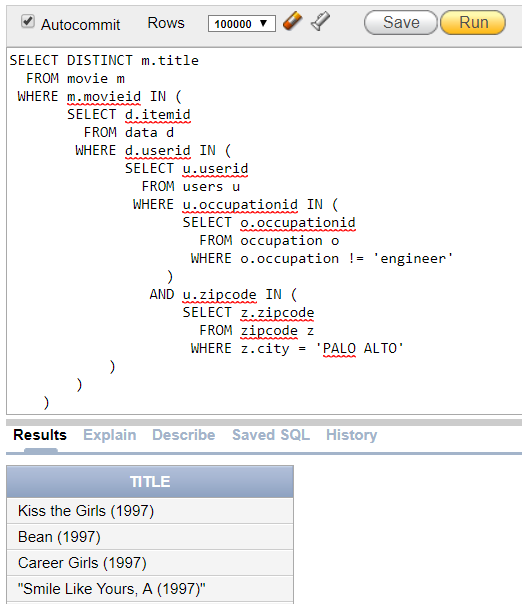 Autocommit Rows 100000 Save Run
SELECT DISTINCT m.title
FROM movie m
WHERE m.movieid IN (
SELECT d.itemid
FROM data d
WHERE d.userid IN (
SELECT u.userid
FROM users u
WHERE u.occupationid IN (
SELECT o.occupationid
FROM occupation o
WHERE o.occupation != 'engineer'
)
AND u.zipcode IN (
SELECT z.zipcode
FROM zipcode z
WHERE z.city = 'PALO ALTO'
)
)
)
Results Explain Describe Saved SQL History
TITLE
Kiss the Girls (1997)
Bean (1997)
Career Girls (1997)
"Smile Like Yours, A (1997)"